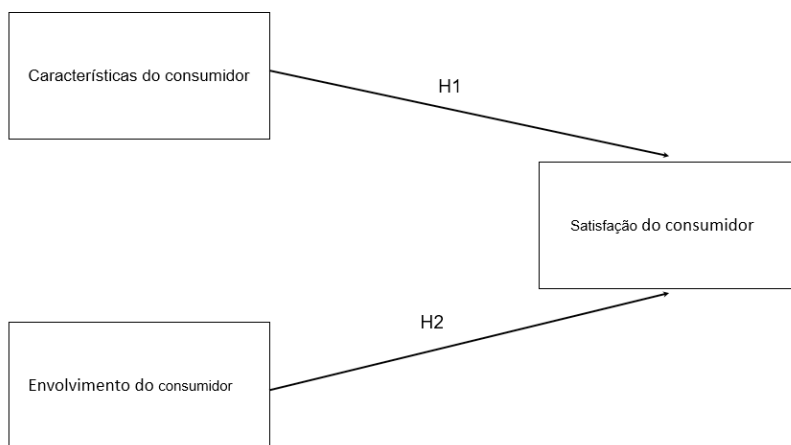 Características do consumidor
H1
Satisfação do consumidor
H2
Envolvimento do consumidor